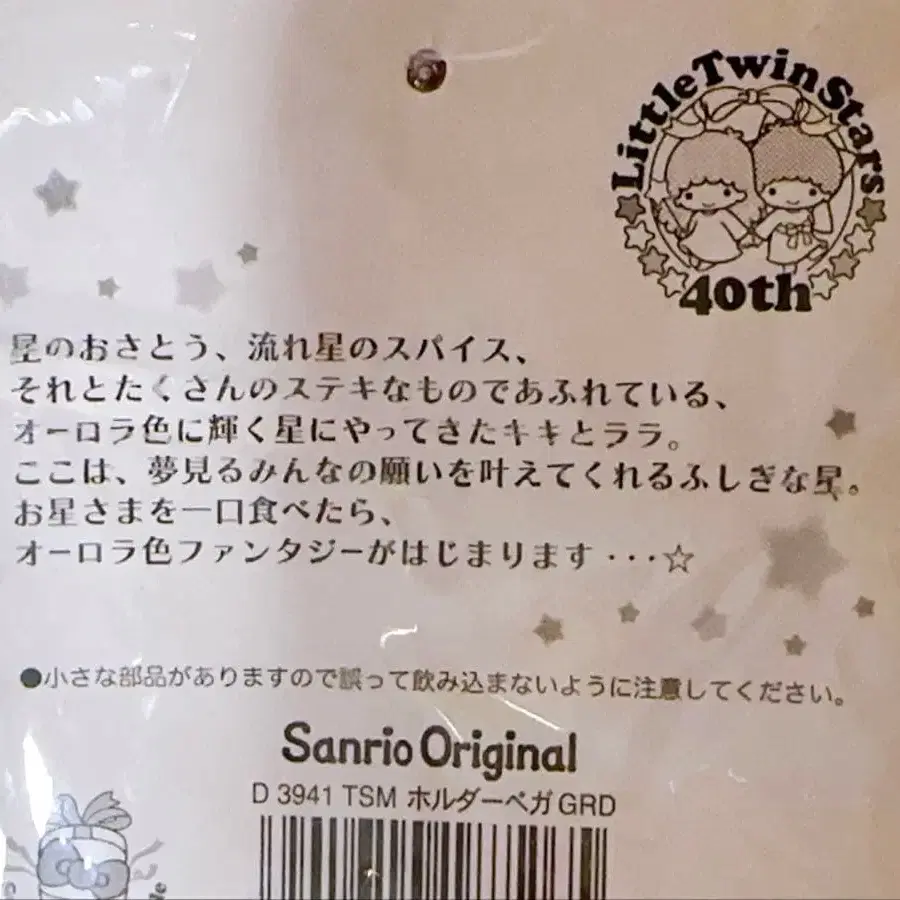 Little Twin Stars
40th
星のおさとう、流れ星のスパイス、
それとたくさんのステキなものであふれている、
オーロラ色に輝く星にやってきたキキとララ。
ここは、夢見るみんなの願いを叶えてくれるふしぎな星。
お星さまを一口食べたら、
オーロラ色ファンタジーがはじまります・・・☆
●小さな部品がありますので誤って飲み込まないように注意してください。
Sanrio Original
D 3941 TSM ホルダーペガ GRD